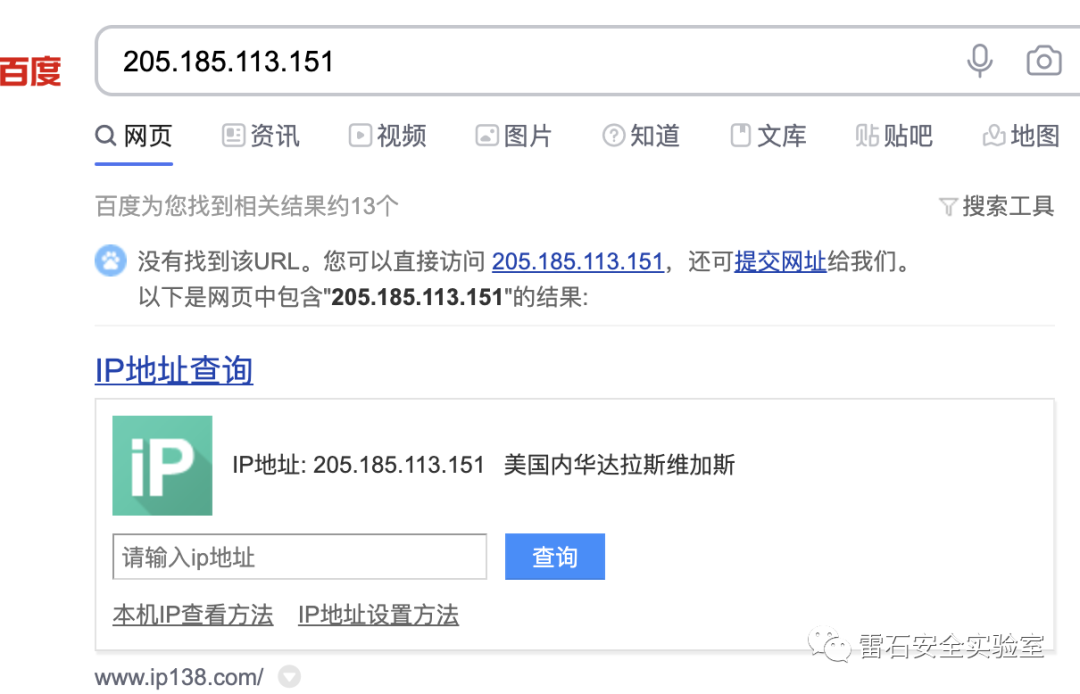 百度
205.185.113.151
网页 资讯 视频 图片 知道 文库 贴吧 地图
百度为您找到相关结果约13个 搜索工具
没有找到该URL。您可以直接访问 205.185.113.151，还可提交网址给我们。
以下是网页中包含"205.185.113.151"的结果:
IP地址查询
iP
IP地址: 205.185.113.151 美国内华达拉斯维加斯
请输入ip地址 查询
本机IP查看方法 IP地址设置方法
雷石安全实验室
www.ip138.com/